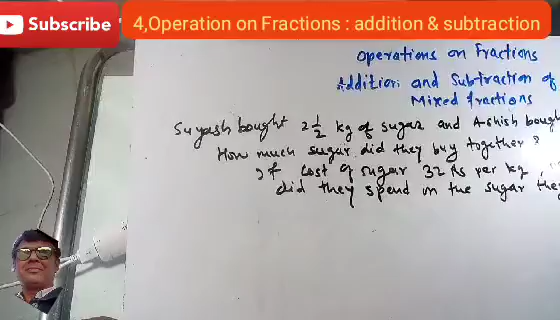 Subscribe
4,Operation on Fractions : addition & subtraction
Operations on Fractions
Addition and Subtraction of
Mixed fractions
Suyash bought 2 1/2 kg of sugar and Ashish bough
How much sugar did they buy together ?
If cost of sugar 32 Rs per kg,
did they spend on the sugar the